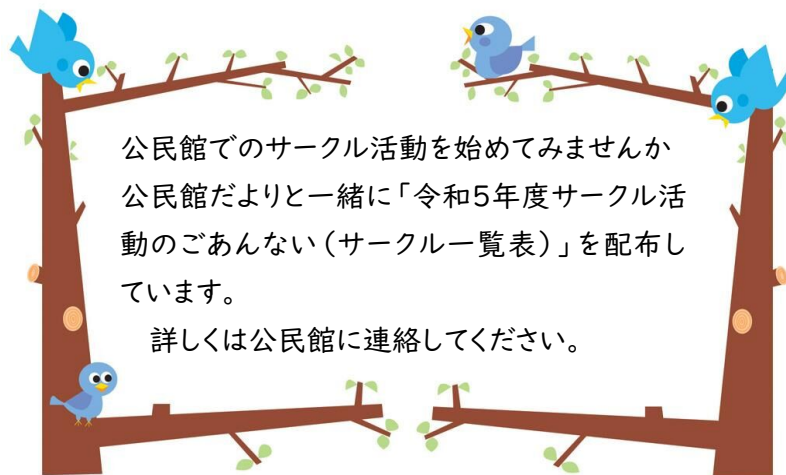 公民館でのサークル活動を始めてみませんか
公民館だよりと一緒に「令和5年度サークル活
動のごあんない（サークル一覧表）」を配布し
ています。
　詳しくは公民館に連絡してください。